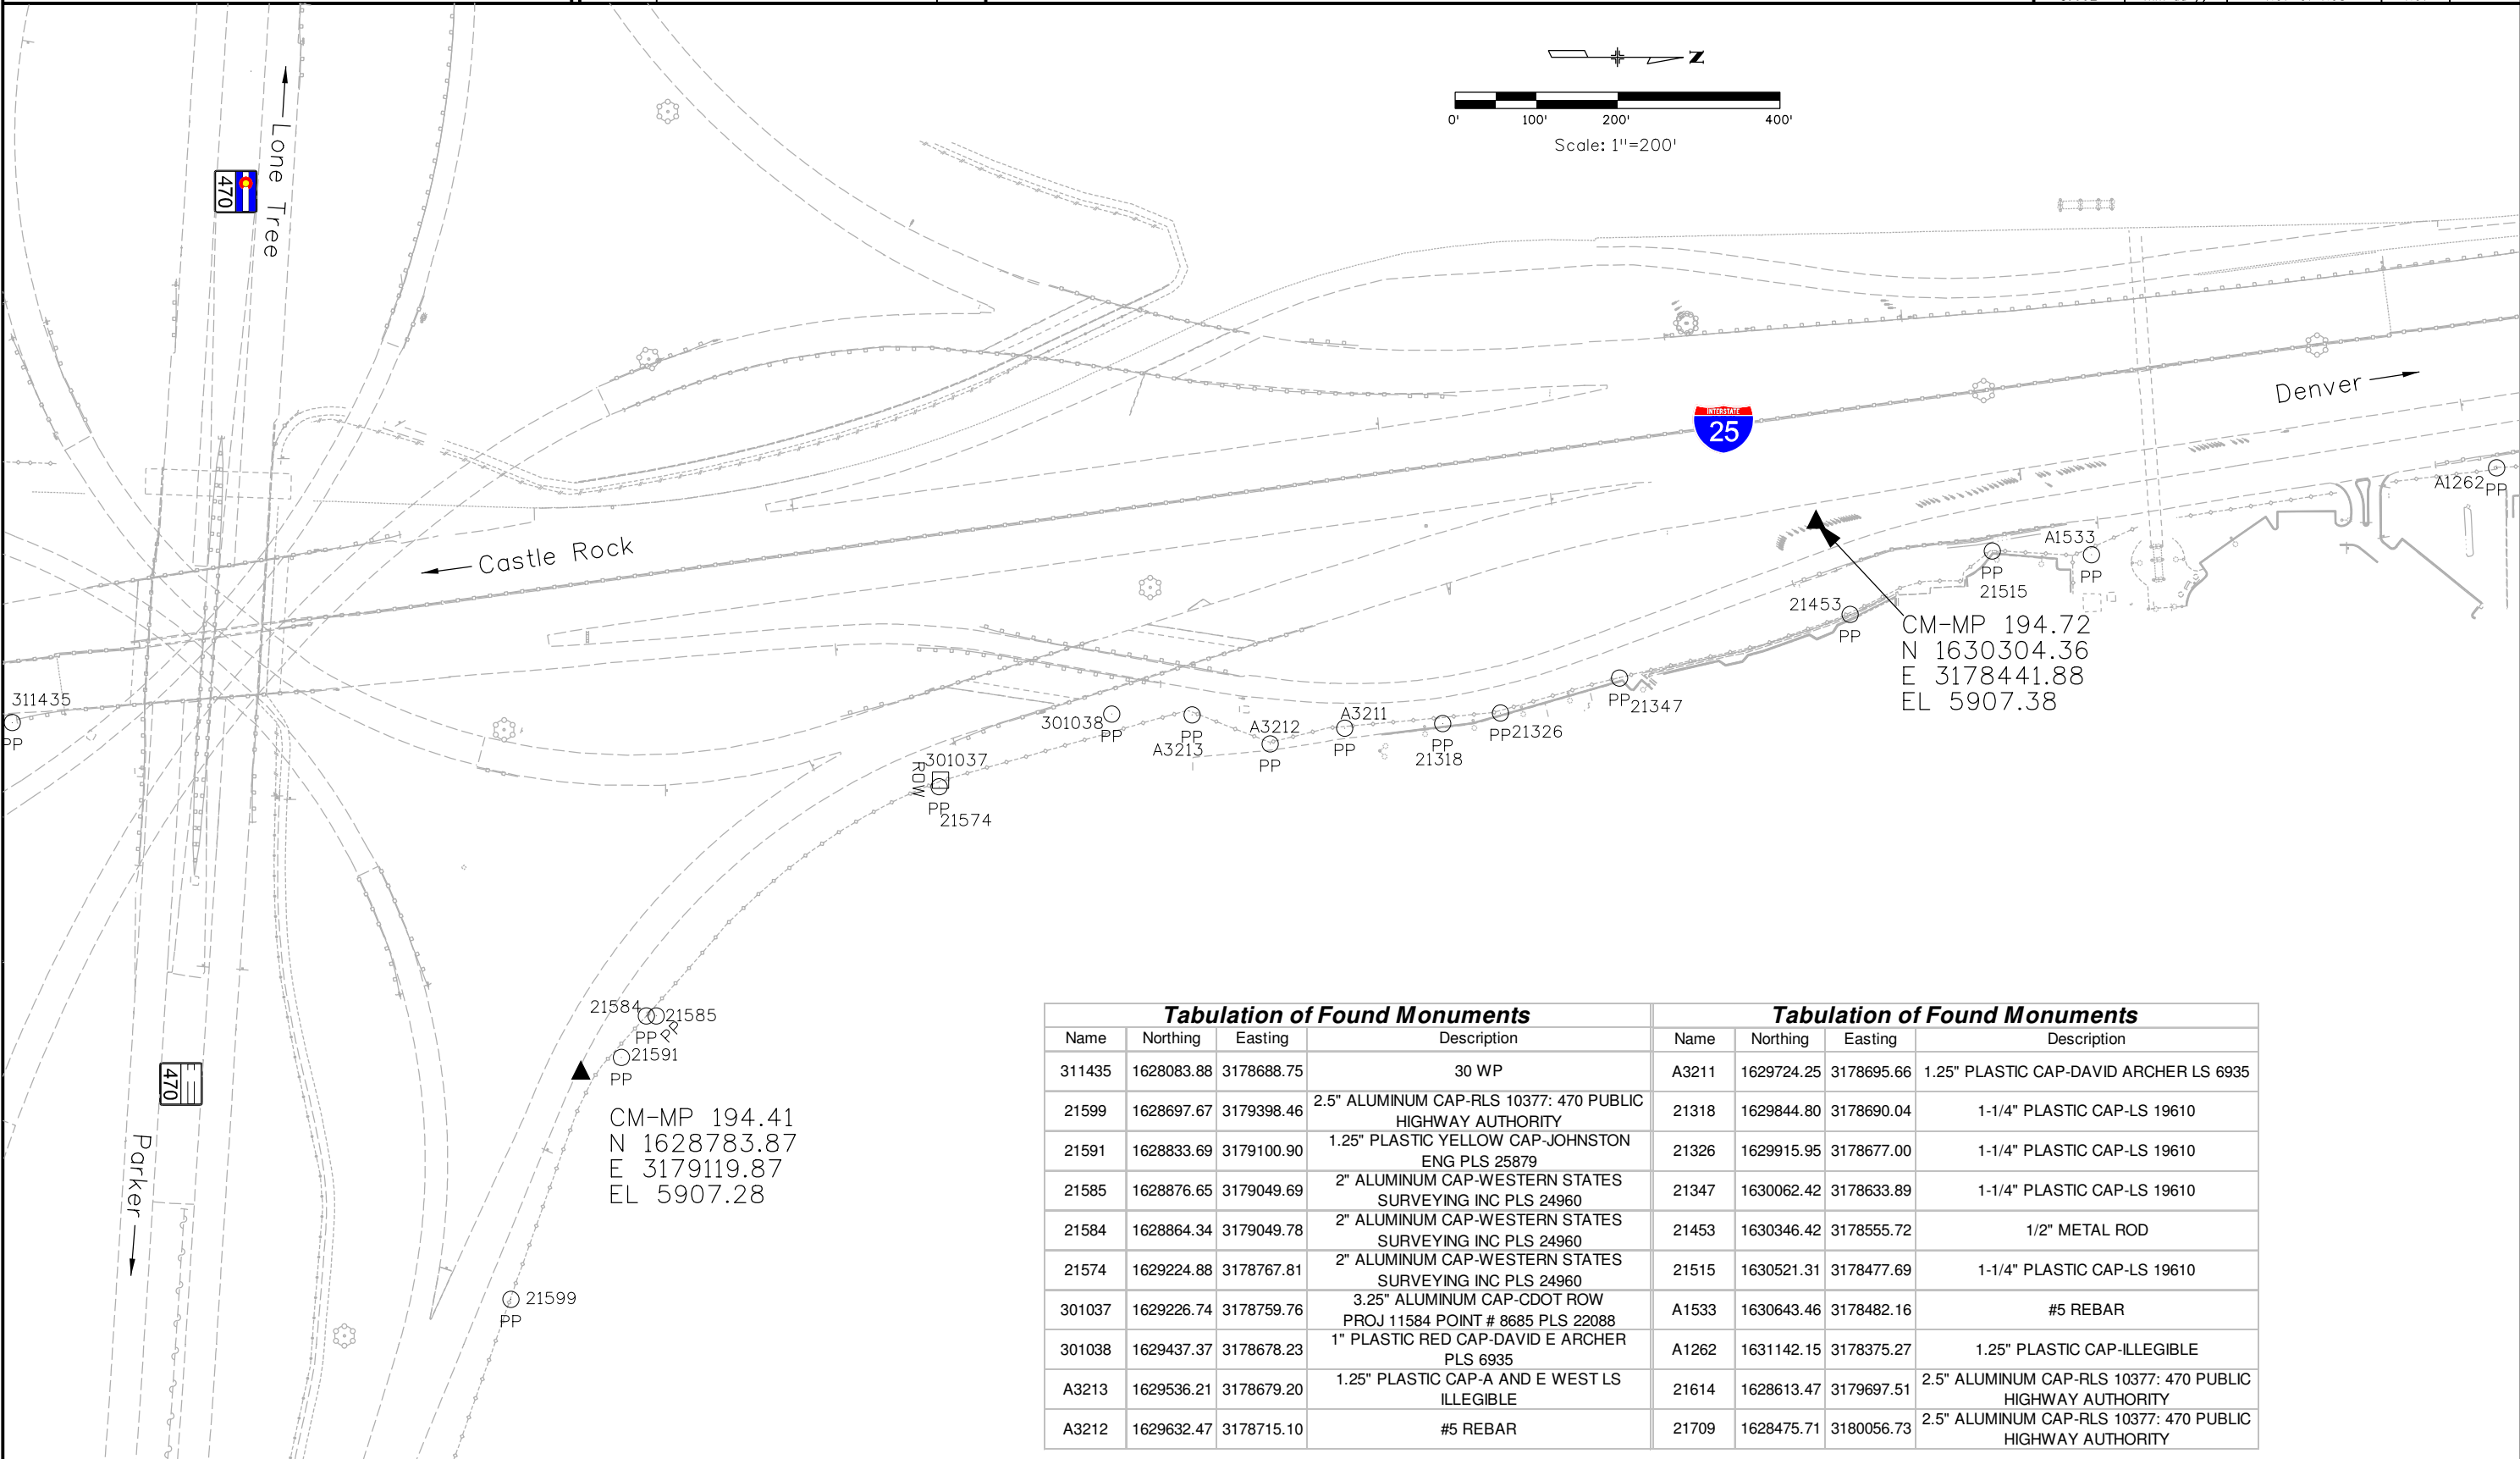 N
0' 100' 200' 400'
Scale: 1"=200'
Lone Tree
470
INTERSTATE
25
Denver
Castle Rock
A1262
PP
A1533
PP
PP
21515
21453
PP
CM-MP 194.72
N 1630304.36
E 3178441.88
EL 5907.38
311435
PP
PP 21347
301038
PP
PP
A3213
A3212
PP
A3211
PP
PP
21318
PP 21326
ROW
301037
PP
21574
21584
PP
21585
PP
21591
PP
470
Parker
CM-MP 194.41
N 1628783.87
E 3179119.87
EL 5907.28
21599
PP
Tabulation of Found Monuments
Name Northing Easting Description
311435 1628083.88 3178688.75 30 WP
21599 1628697.67 3179398.46 2.5" ALUMINUM CAP-RLS 10377: 470 PUBLIC
HIGHWAY AUTHORITY
21591 1628833.69 3179100.90 1.25" PLASTIC YELLOW CAP-JOHNSTON
ENG PLS 25879
21585 1628876.65 3179049.69 2" ALUMINUM CAP-WESTERN STATES
SURVEYING INC PLS 24960
21584 1628864.34 3179049.78 2" ALUMINUM CAP-WESTERN STATES
SURVEYING INC PLS 24960
21574 1629224.88 3178767.81 2" ALUMINUM CAP-WESTERN STATES
SURVEYING INC PLS 24960
301037 1629226.74 3178759.76 3.25" ALUMINUM CAP-CDOT ROW
PROJ 11584 POINT # 8685 PLS 22088
301038 1629437.37 3178678.23 1" PLASTIC RED CAP-DAVID E ARCHER
PLS 6935
A3213 1629536.21 3178679.20 1.25" PLASTIC CAP-A AND E WEST LS
ILLEGIBLE
A3212 1629632.47 3178715.10 #5 REBAR
Tabulation of Found Monuments
Name Northing Easting Description
A3211 1629724.25 3178695.66 1.25" PLASTIC CAP-DAVID ARCHER LS 6935
21318 1629844.80 3178690.04 1-1/4" PLASTIC CAP-LS 19610
21326 1629915.95 3178677.00 1-1/4" PLASTIC CAP-LS 19610
21347 1630062.42 3178633.89 1-1/4" PLASTIC CAP-LS 19610
21453 1630346.42 3178555.72 1/2" METAL ROD
21515 1630521.31 3178477.69 1-1/4" PLASTIC CAP-LS 19610
A1533 1630643.46 3178482.16 #5 REBAR
A1262 1631142.15 3178375.27 1.25" PLASTIC CAP-ILLEGIBLE
21614 1628613.47 3179697.51 2.5" ALUMINUM CAP-RLS 10377: 470 PUBLIC
HIGHWAY AUTHORITY
21709 1628475.71 3180056.73 2.5" ALUMINUM CAP-RLS 10377: 470 PUBLIC
HIGHWAY AUTHORITY